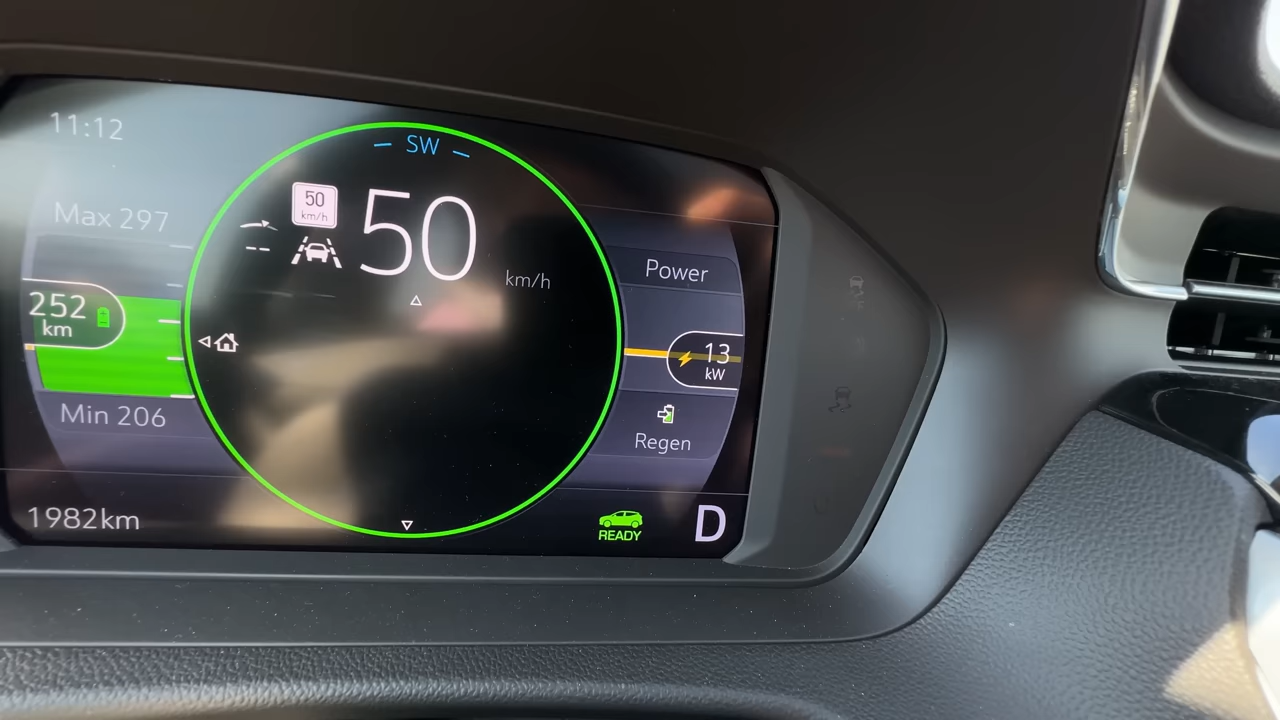 11:12
SW
Max 297
50
km/h
50
km/h
252
km
Min 206
Power
13
kW
Regen
1982km
READY
D